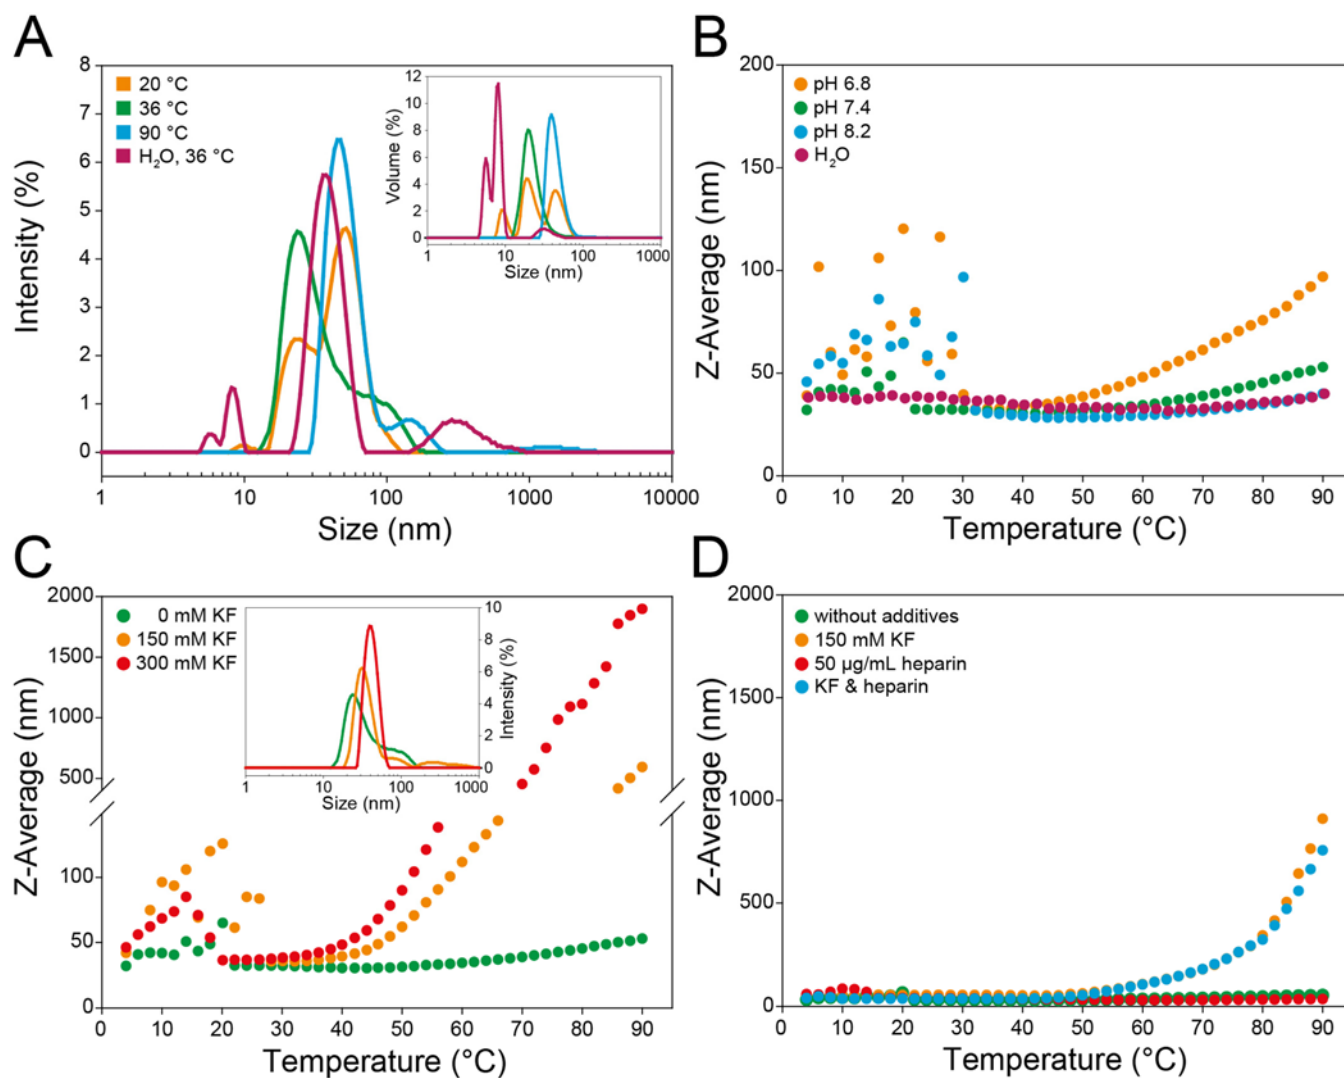 A
Intensity (%)
8
7
6
5
4
3
2
1
0
20 °C
36 °C
90 °C
H₂O, 36 °C
1
10
100
1000
10000
Size (nm)
Volume (%)
12
10
8
6
4
2
0
1
10
100
1000
Size (nm)
B
Z-Average (nm)
200
150
100
50
0
pH 6.8
pH 7.4
pH 8.2
H₂O
0
10
20
30
40
50
60
70
80
90
Temperature (°C)
C
Z-Average (nm)
2000
1500
1000
500
100
50
0
0 mM KF
150 mM KF
300 mM KF
10
8
6
4
2
0
Intensity (%)
1
10
100
1000
Size (nm)
0
10
20
30
40
50
60
70
80
90
Temperature (°C)
D
Z-Average (nm)
2000
1500
1000
500
0
without additives
150 mM KF
50 µg/mL heparin
KF & heparin
0
10
20
30
40
50
60
70
80
90
Temperature (°C)